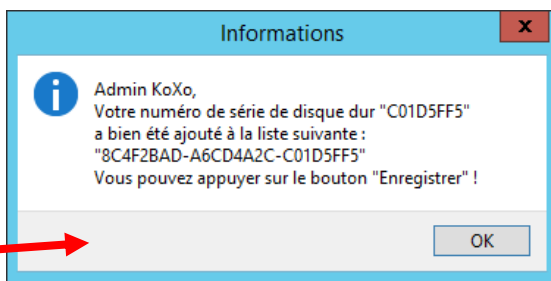 Informations
x
Admin KoXo,
Votre numéro de série de disque dur "C01D5FF5"
a bien été ajouté à la liste suivante :
"8C4F2BAD-A6CD4A2C-C01D5FF5"
Vous pouvez appuyer sur le bouton "Enregistrer" !
OK